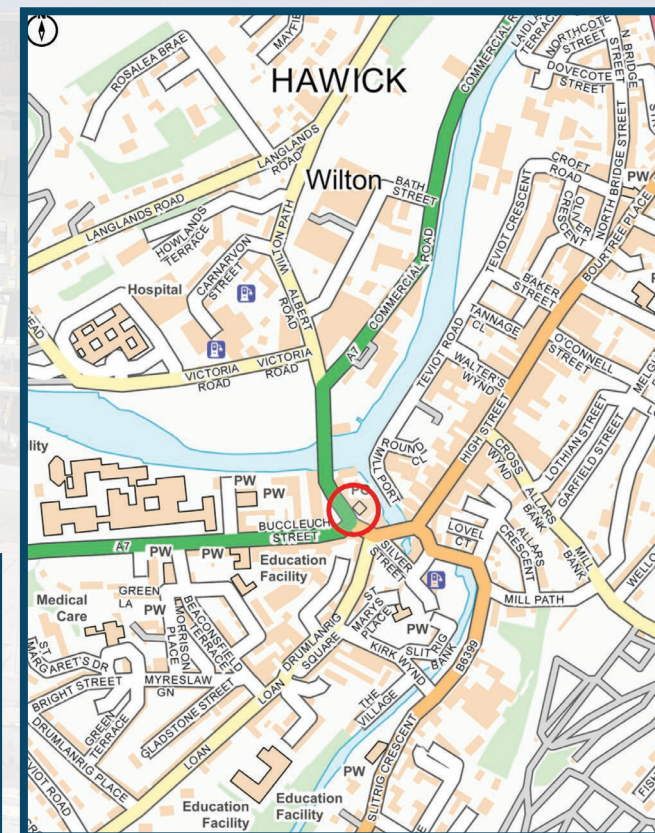 ROSALEA BRAE
MAYFI
HAWICK
COMMERCIAL ROAD
LAIDLA
TERRACE
NORTHCOTE
STREET
DOVECOTE
STREET
N BRIDGE
STREET
LANGLANDS
ROAD
LANGLANDS ROAD
Wilton
BATH
STREET
HOWLANDS
TERRACE
WILTON PATH
CROFT
ROAD
PW
OLIVER
CRESCENT
NORTH BRIDGE STREET
BOURTREE PLACE
TEVIOT CRESCENT
CARNARVON
STREET
Hospital
ALBERT
ROAD
COMMERCIAL ROAD
A7
BAKER
STREET
TANNAGE
CL
O'CONNELL
STREET
TEVIOT ROAD
WALTER'S
WYND
VICTORIA
ROAD
VICTORIA
ROAD
HIGH STREET
ROUND
CL
MILL PORT
CROSS
WYND
LOTHIAN STREET
GARFIELD STREET
ALLARS
BANK
PW
PW
BUCCLEUCH
STREET
A7
PW
PW
Education
Facility
SILVER
STREET
LOVEL
CT
ALLARS
CRESCENT
MILL
BANK
MILL PATH
Medical
Care
GREEN
LA
PW
MORRISON
PLACE
BEACONSFIELD
TERRACE
DRUMLANRIG
SQUARE
ST
MARYS
PLACE
PW
SLITRIG
BANK
KIRK WYND
B6399
ST
MARGARET'S DR
MYRESLAW
GN
BRIGHT STREET
GREEN
TERRACE
GLADSTONE STREET
LOAN
THE
VILLAGE
DRUMLANRIG PLACE
LOAN
SLITRIG CRESCENT
PW
Education
Facility
Education
Facility